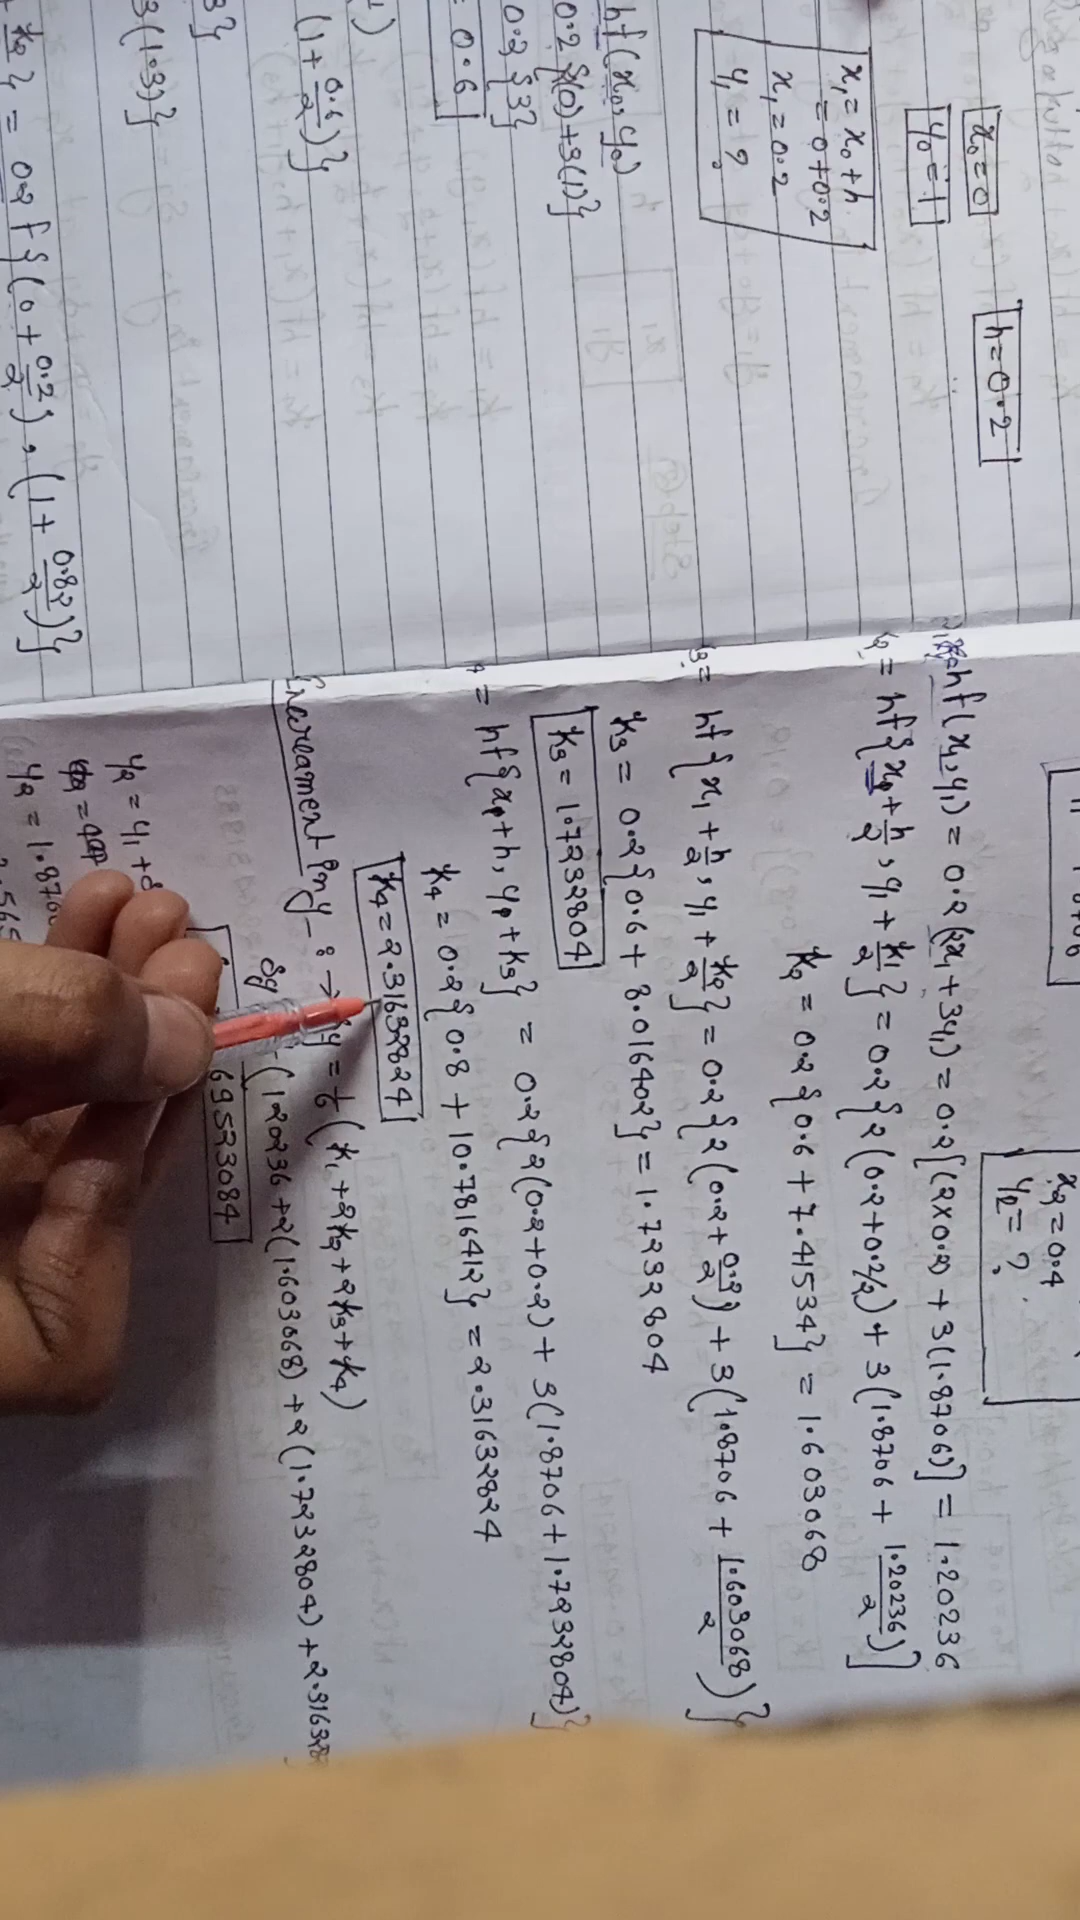 x₀=0
h=0.2
y₀=1
x₁=x₀+h
=0+0.2
x₁=0.2
y₁=?
hf(x₀,y₀)
0.2{(0)+3(1)}
0.2{3}
= 0.6
(1+0.6/2)}
3(1.3)}
} = 0.2f{(0+0.2/2), (1+0.82/2)}
x₂=0.4
y₂=?
hf(x₁,y₁) = 0.2(2x₁+3y₁) = 0.2[(2×0.2)+3(1.8706)] = 1.20236
= hf{x₁+h/2, y₁+k₁/2} = 0.2{2(0.2+0.2/2)+3(1.8706+1.20236/2)]
k₂ = 0.2{0.6+7.41534} = 1.603068
= hf{x₁+h/2, y₁+k₂/2} = 0.2{2(0.2+0.2/2)+3(1.8706+1.603068/2)}
k₃ = 0.2{0.6+8.016402} = 1.7232804
k₃ = 1.7232804
= hf{x₁+h, y₁+k₃} = 0.2{2(0.2+0.2)+3(1.8706+1.7232804)}
k₄ = 0.2{0.8+10.7816412} = 2.31632824
k₄ = 2.31632824
Increament in y-:→ δy = 1/6(k₁+2k₂+2k₃+k₄)
δy (1.20236+2(1.603068)+2(1.7232804)+2.31632
69523084
y₂ = y₁+δ
y₂ = 1.870